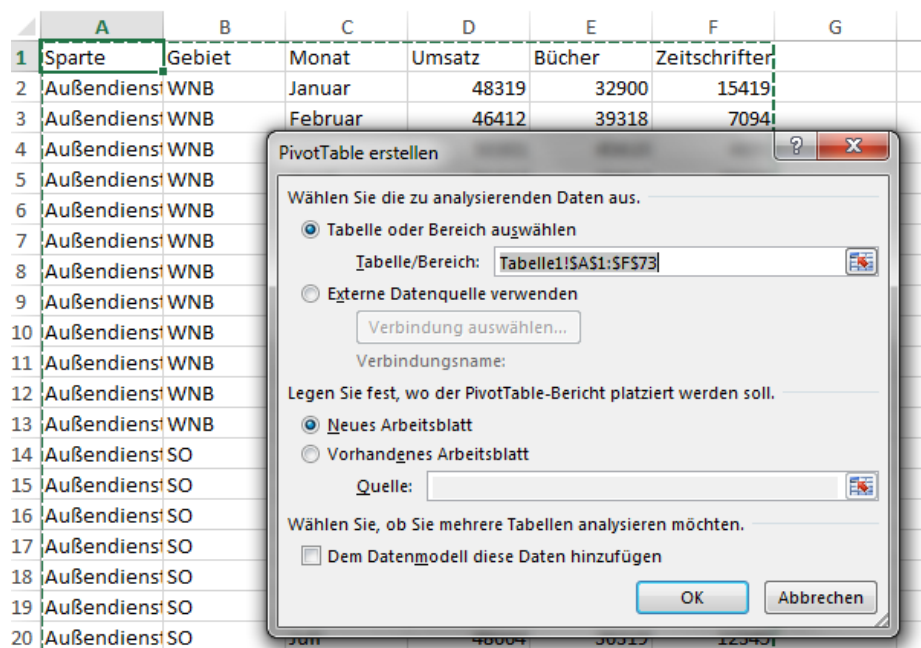 A B C D E F G
1 Sparte Gebiet Monat Umsatz Bücher Zeitschrifter
2 Außendienst WNB Januar 48319 32900 15419
3 Außendienst WNB Februar 46412 39318 7094
4 Außendienst WNB
PivotTable erstellen
5 Außendienst WNB
Wählen Sie die zu analysierenden Daten aus.
6 Außendienst WNB
Tabelle oder Bereich auswählen
7 Außendienst WNB
Tabelle/Bereich: Tabelle1!$A$1:$F$73
8 Außendienst WNB
Externe Datenquelle verwenden
9 Außendienst WNB
Verbindung auswählen...
10 Außendienst WNB
Verbindungsname:
11 Außendienst WNB
Legen Sie fest, wo der PivotTable-Bericht platziert werden soll.
12 Außendienst WNB
Neues Arbeitsblatt
13 Außendienst WNB
Vorhandenes Arbeitsblatt
14 Außendienst SO
Quelle:
15 Außendienst SO
16 Außendienst SO
Wählen Sie, ob Sie mehrere Tabellen analysieren möchten.
17 Außendienst SO
Dem Datenmodell diese Daten hinzufügen
18 Außendienst SO
OK Abbrechen
19 Außendienst SO
20 Außendienst SO